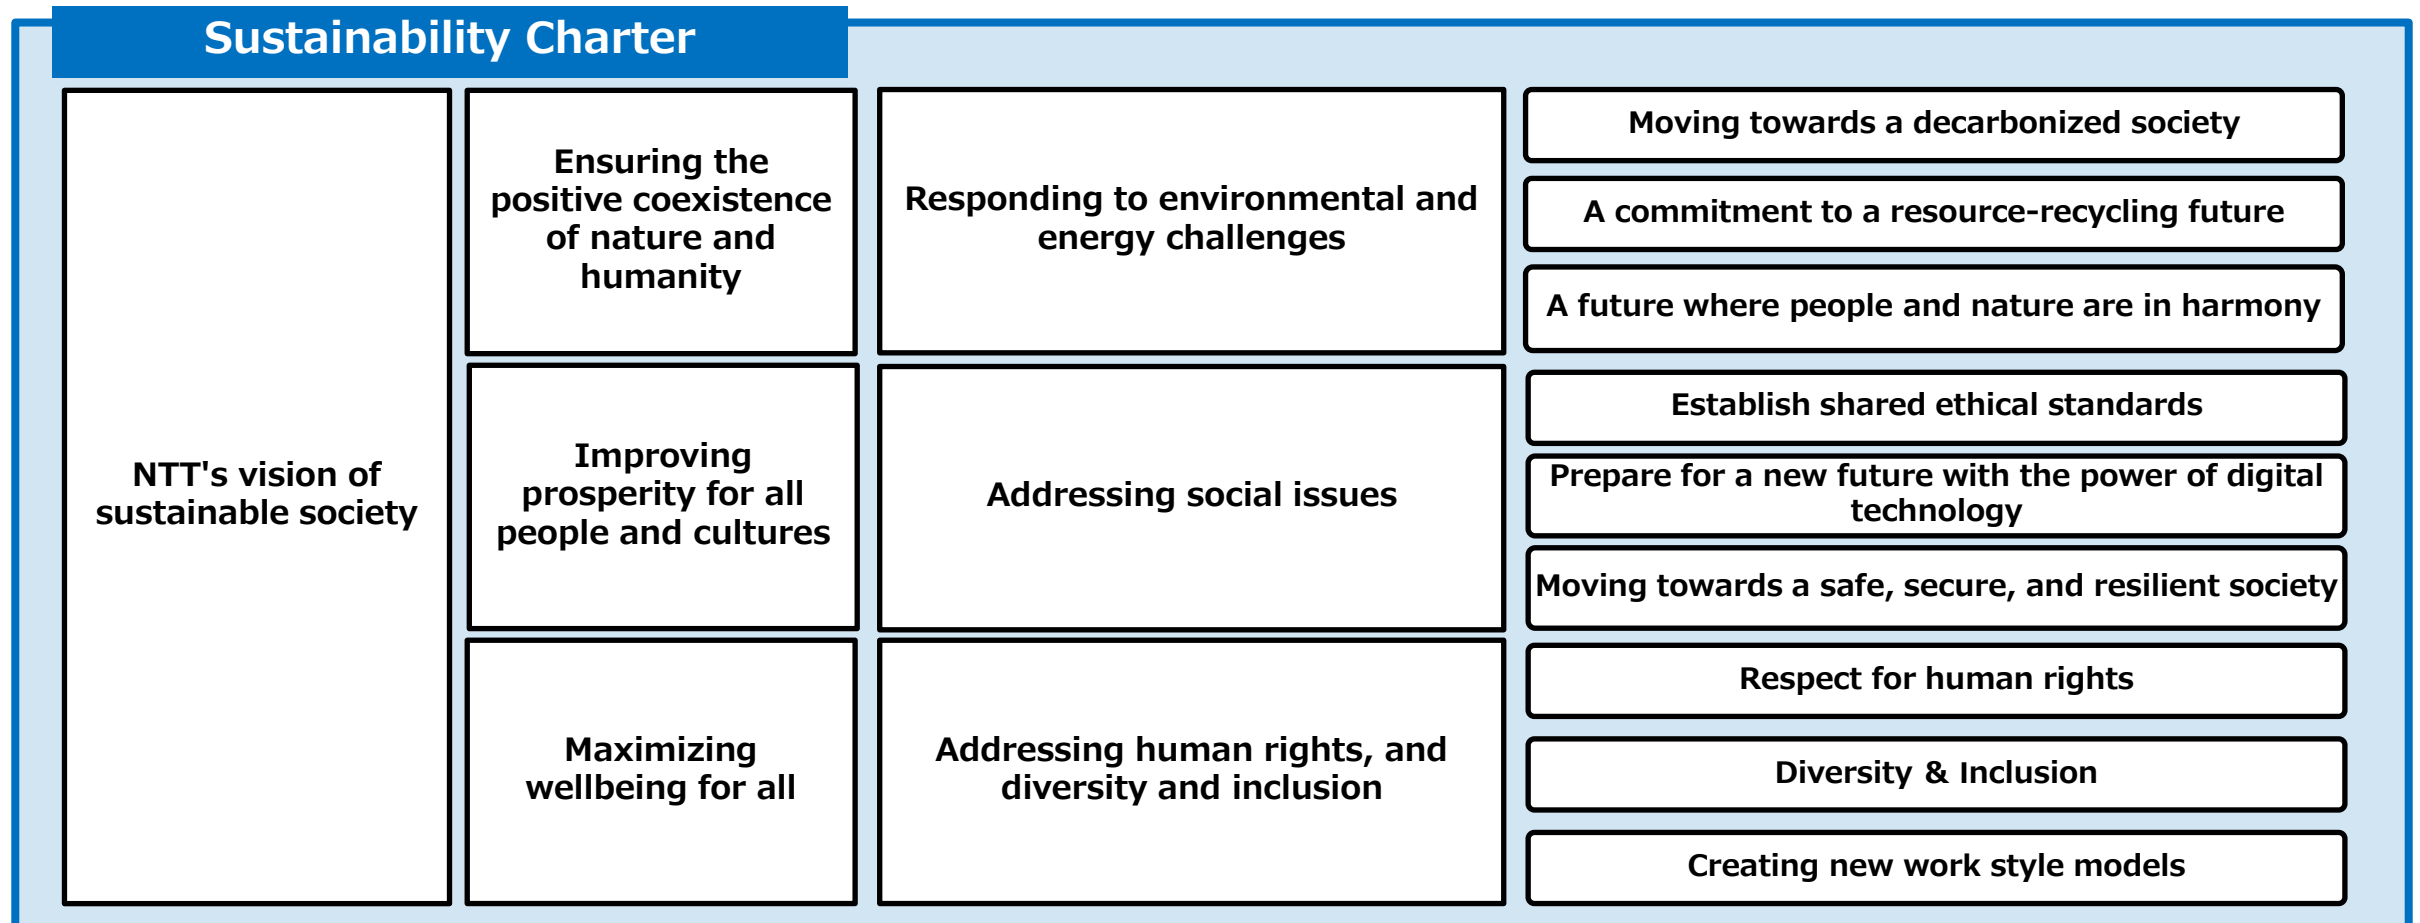 Sustainability Charter
NTT's vision of
sustainable society
Ensuring the
positive coexistence
of nature and
humanity
Responding to environmental and
energy challenges
Moving towards a decarbonized society
A commitment to a resource-recycling future
A future where people and nature are in harmony
Improving
prosperity for all
people and cultures
Addressing social issues
Establish shared ethical standards
Prepare for a new future with the power of digital
technology
Moving towards a safe, secure, and resilient society
Maximizing
wellbeing for all
Addressing human rights, and
diversity and inclusion
Respect for human rights
Diversity & Inclusion
Creating new work style models